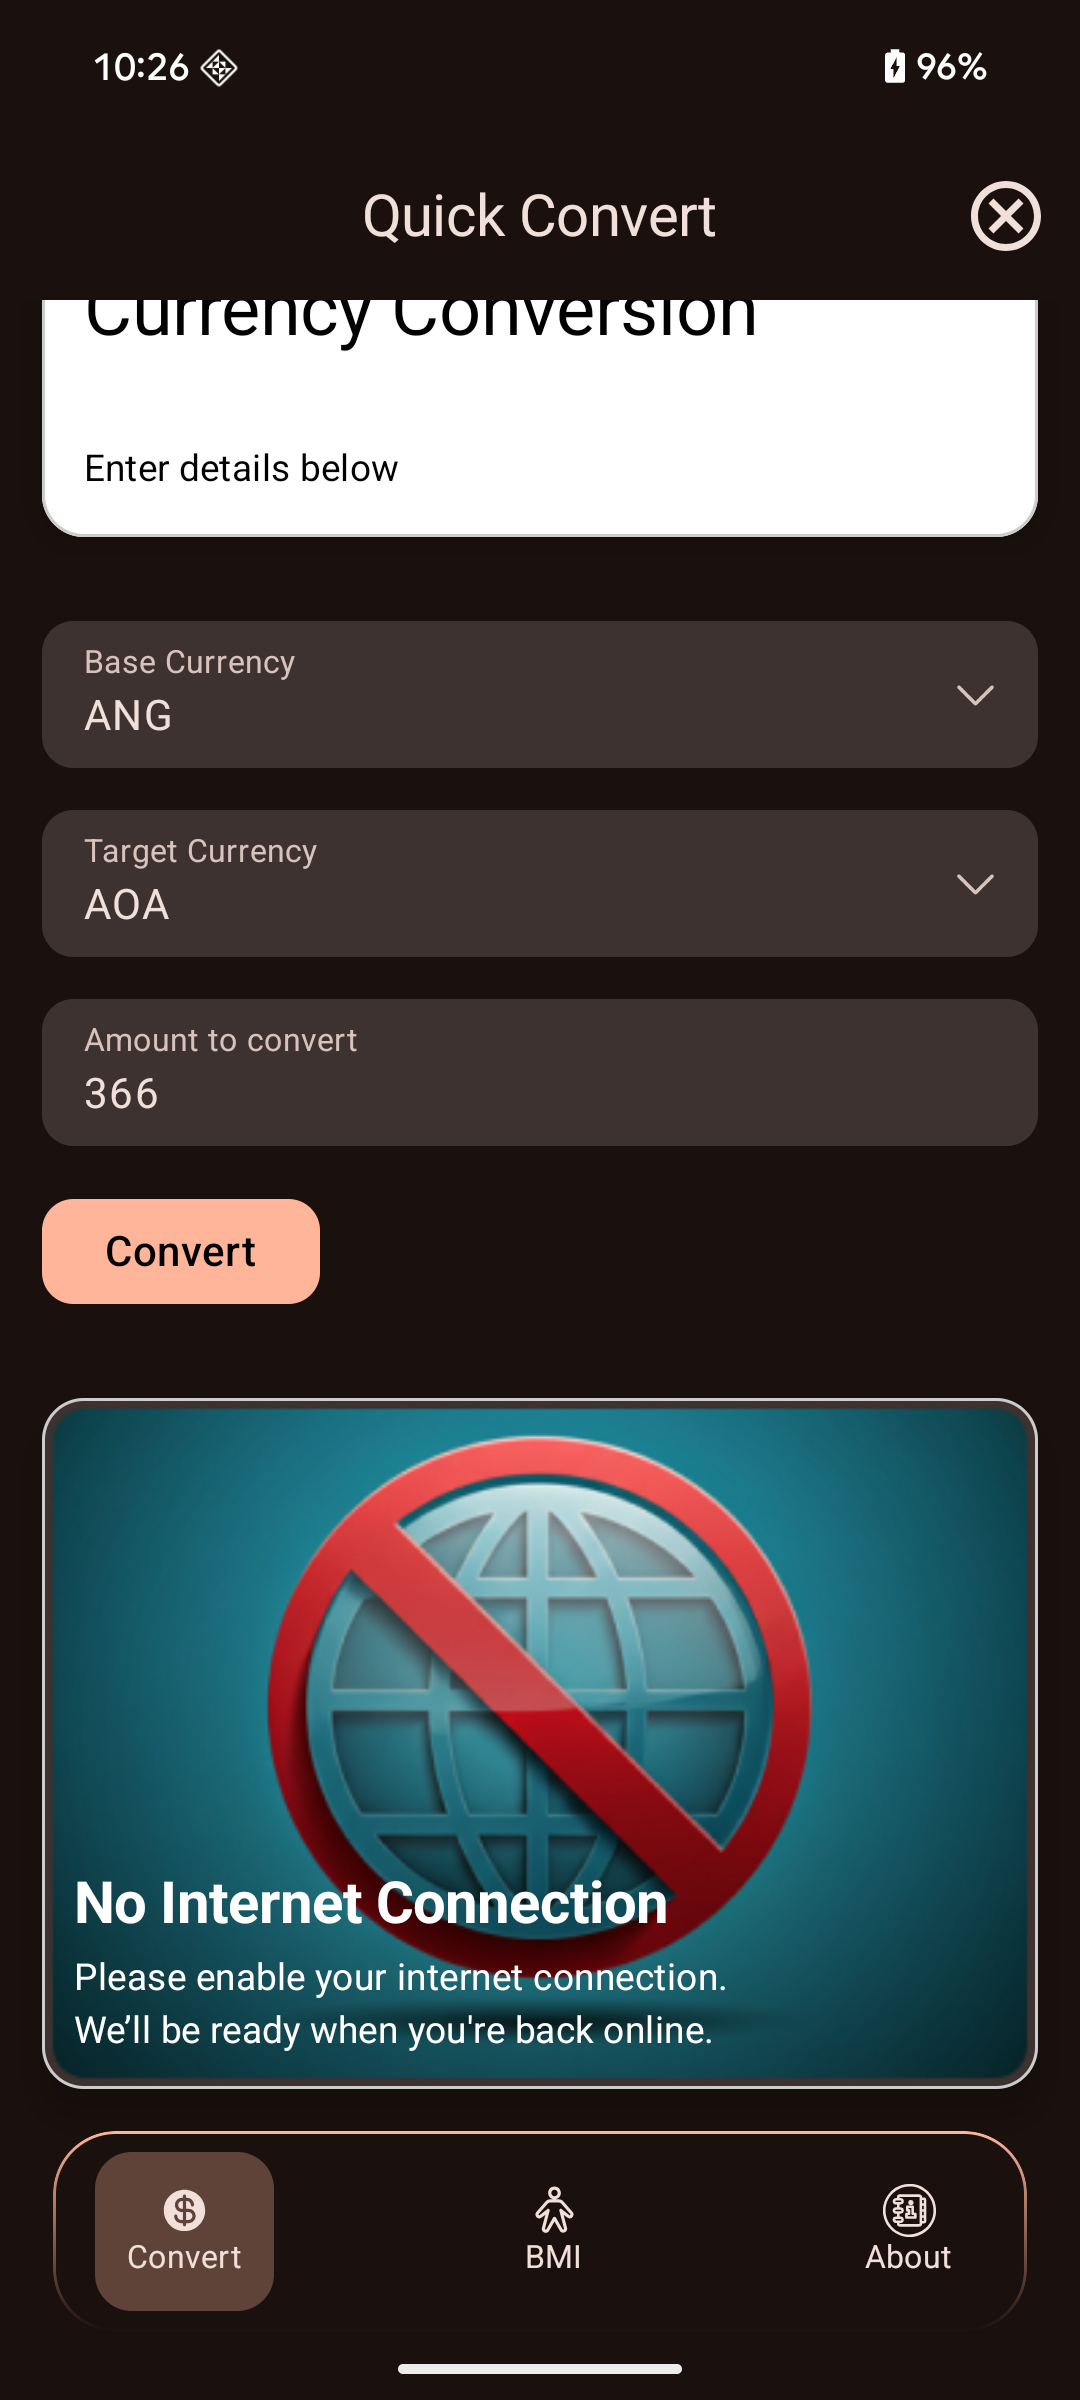 10:26
96%
Quick Convert
Currency Conversion
Enter details below
Base Currency
ANG
Target Currency
AOA
Amount to convert
366
Convert
No Internet Connection
Please enable your internet connection.
We’ll be ready when you're back online.
Convert
BMI
About